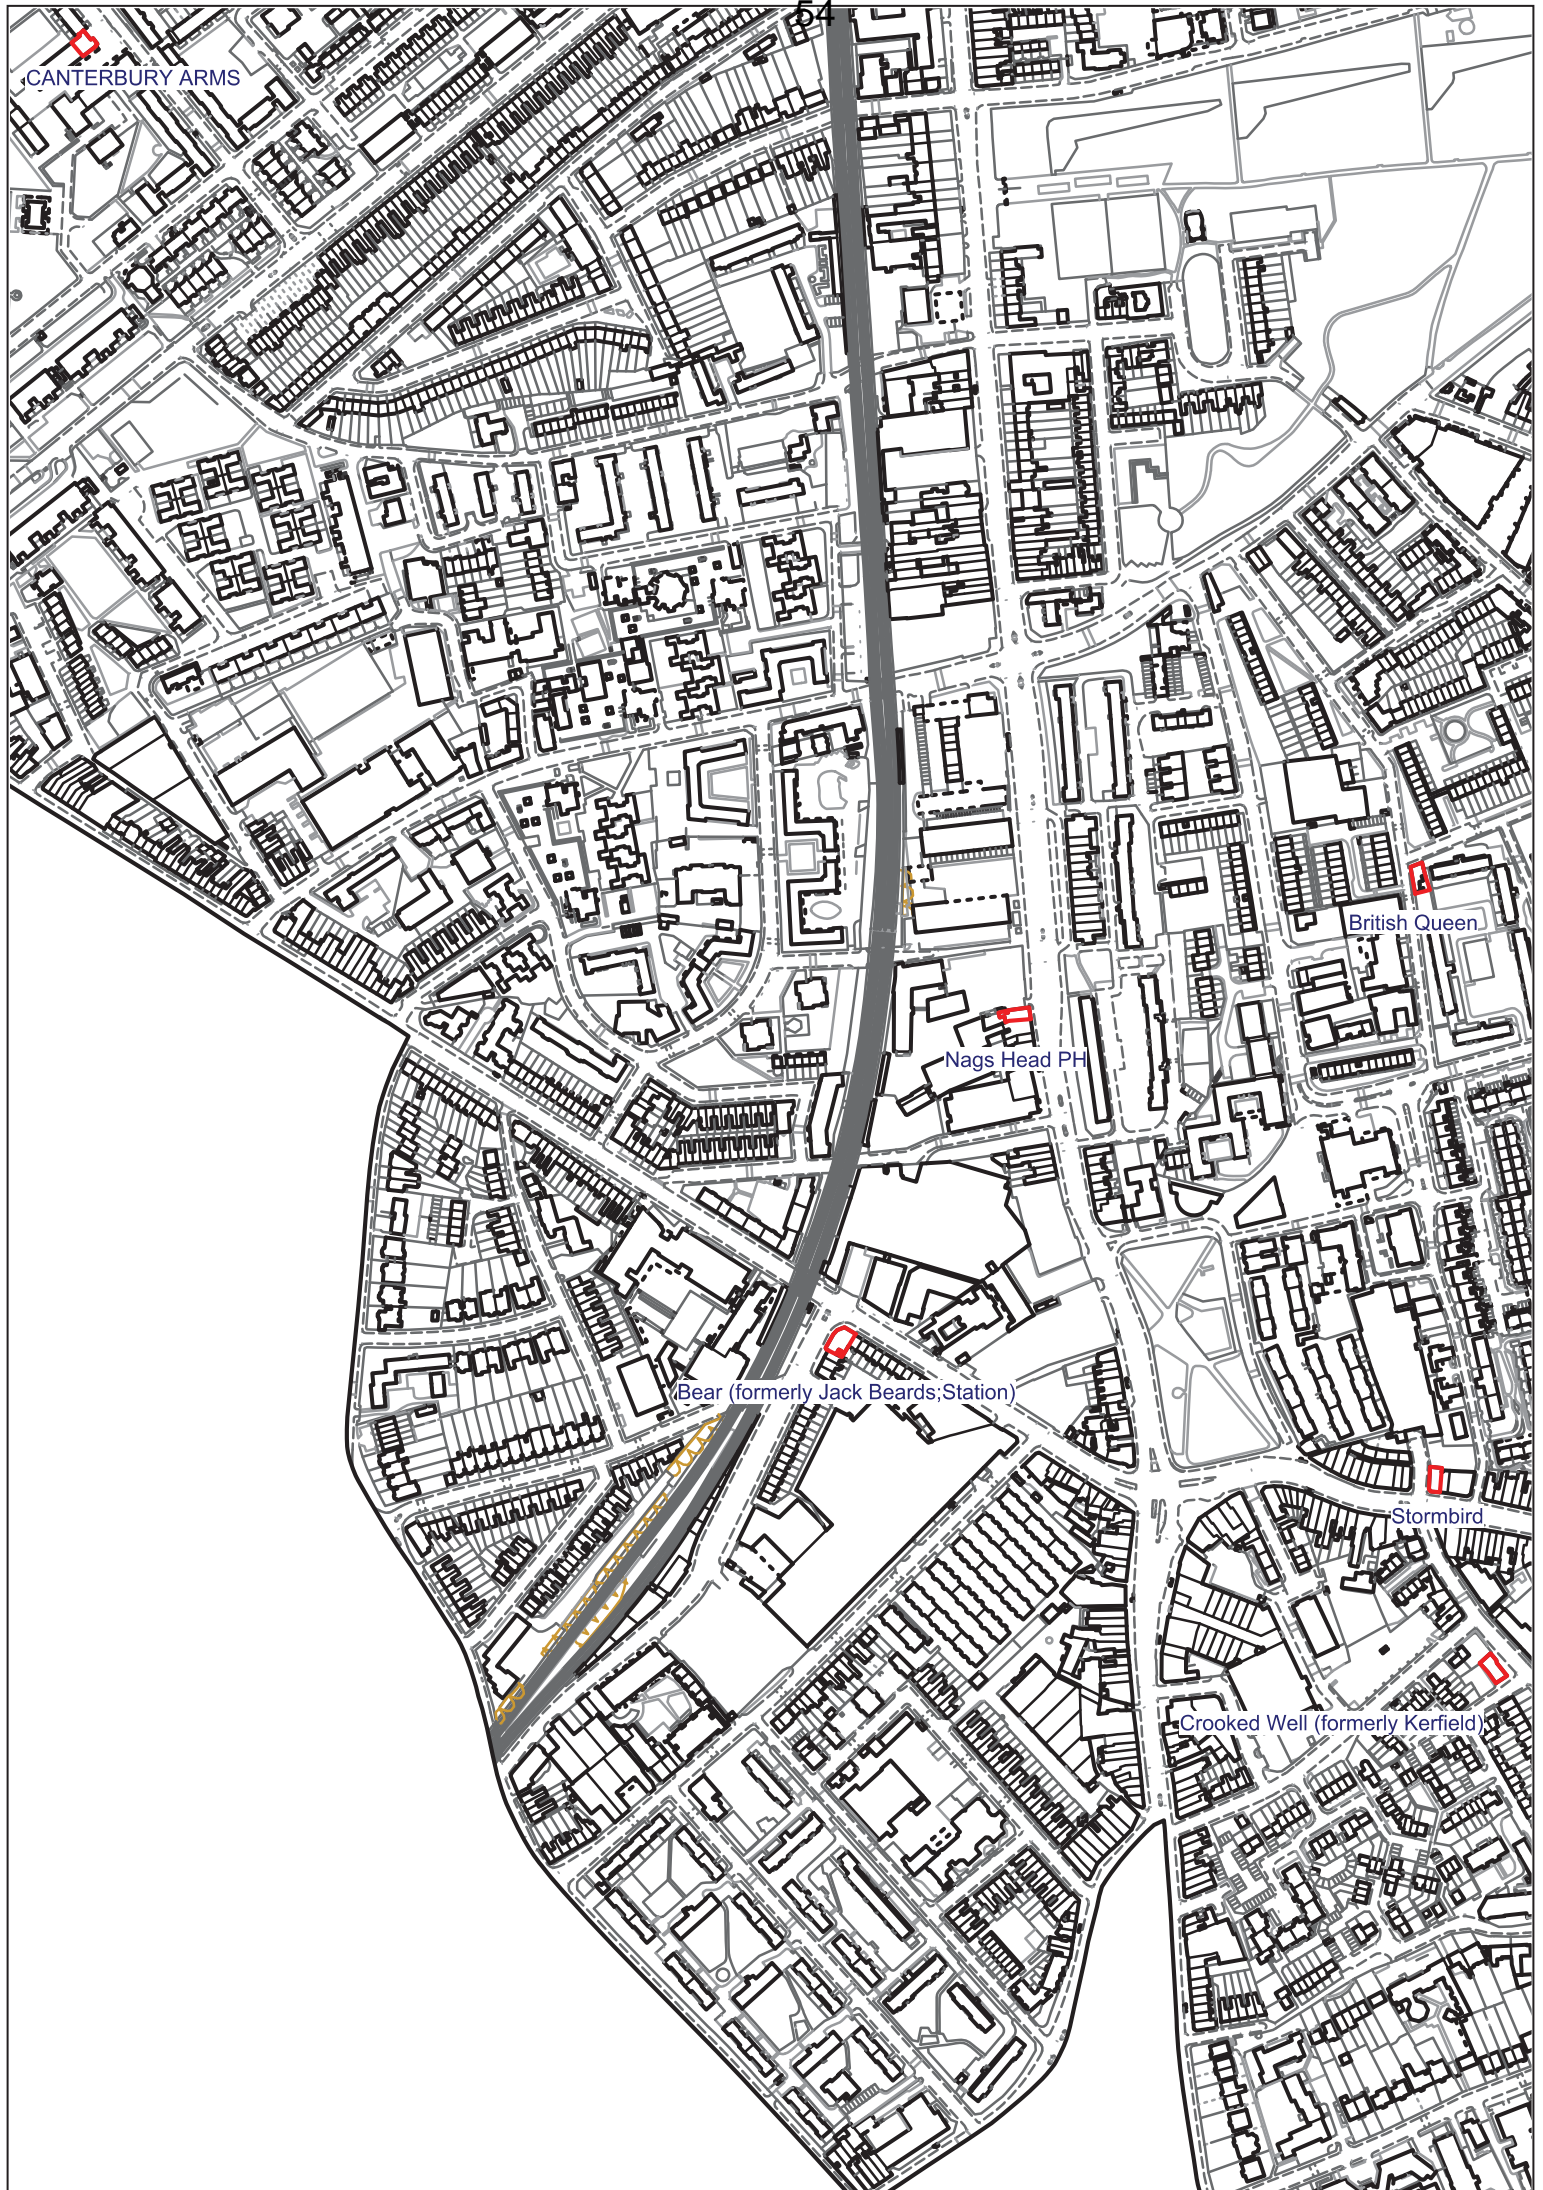 54
CANTERBURY ARMS
British Queen
Nags Head PH
Bear (formerly Jack Beards;Station)
Stormbird
Crooked Well (formerly Kerfield)